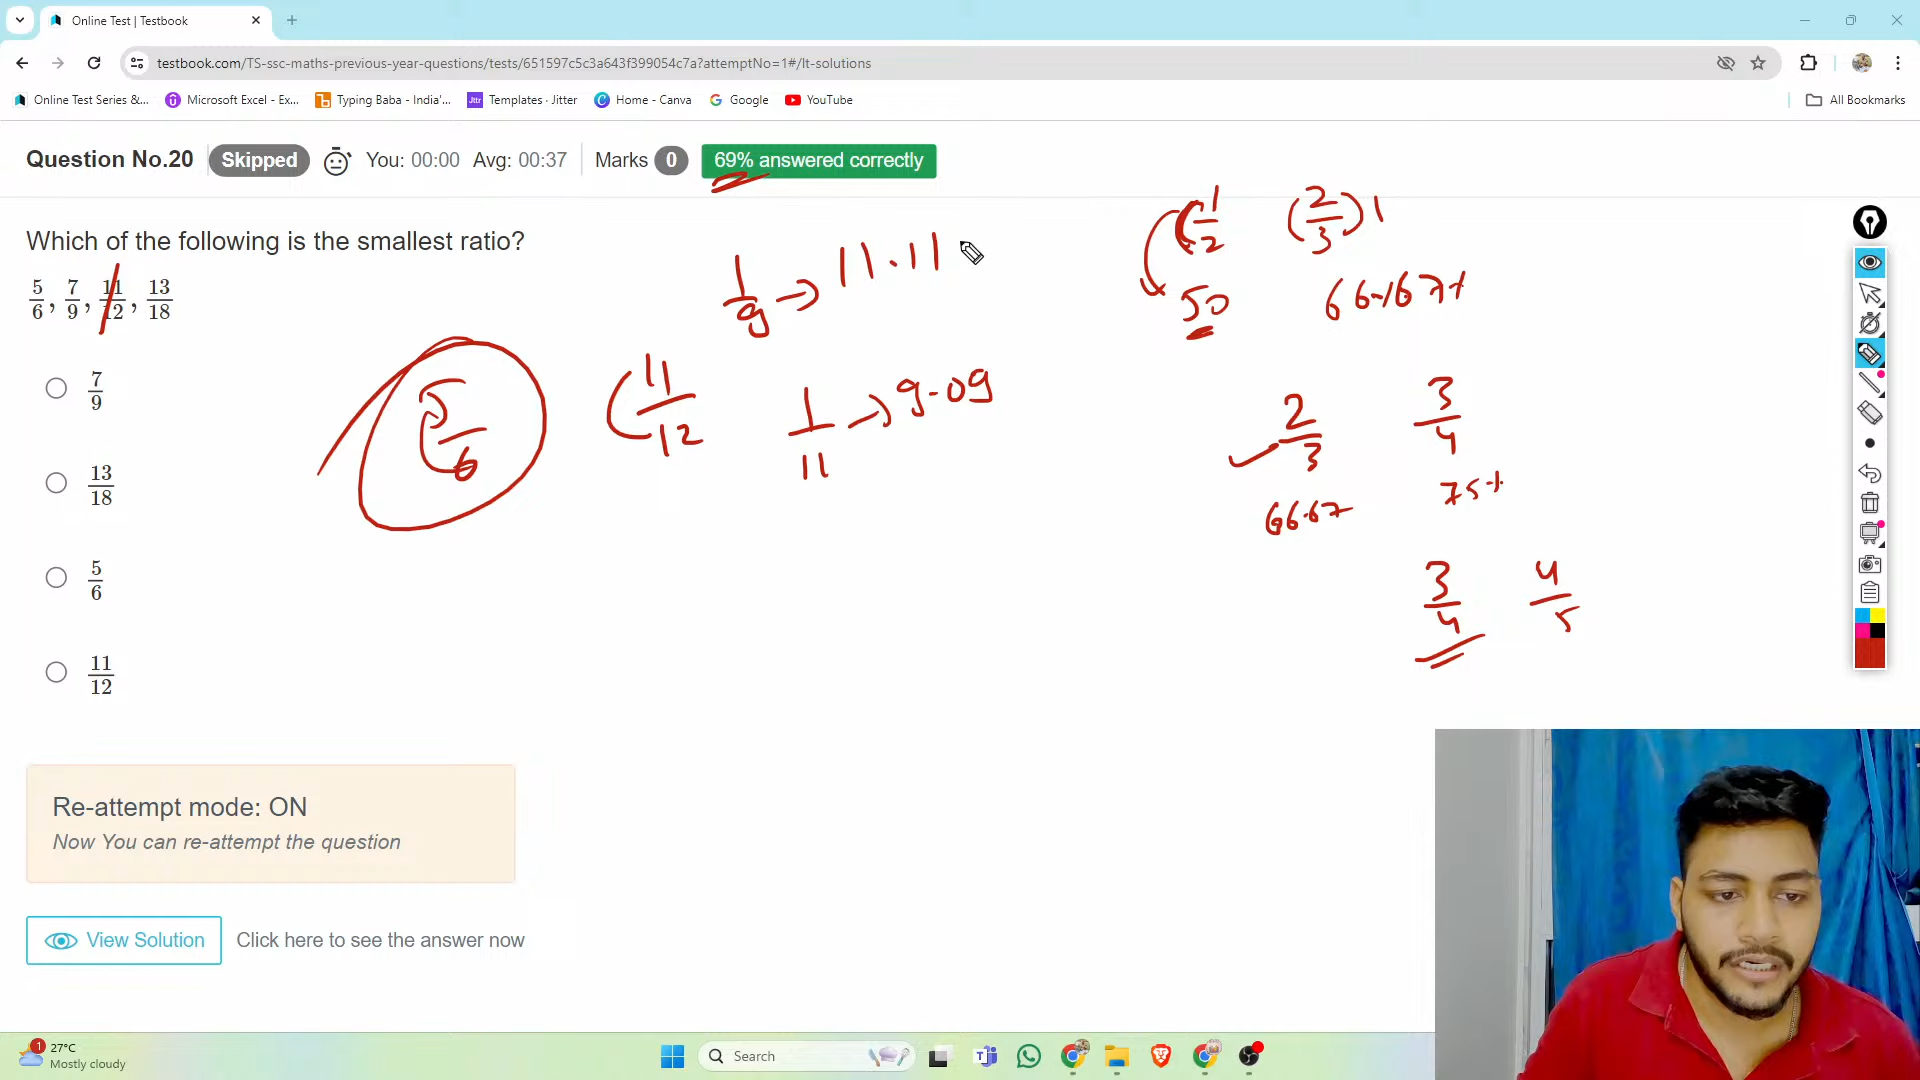 Online Test | Testbook
testbook.com/TS-ssc-maths-previous-year-questions/tests/651597c5c3a643f399054c7a?attemptNo=1#/lt-solutions
Online Test Series &... Microsoft Excel - Ex... Typing Baba - India'... Jttr Templates · Jitter Home - Canva Google YouTube All Bookmarks
Question No.20 Skipped You: 00:00 Avg: 00:37 Marks 0 69% answered correctly
Which of the following is the smallest ratio?
5/6, 7/9, 11/12, 13/18
7/9
13/18
5/6
11/12
1/9 → 11.11
5/6 11/12 1/11 → 9.09
1/2 (2/3) 1
50 66.67%
2/3 3/4
66.67 75%
3/4 4/5
Re-attempt mode: ON
Now You can re-attempt the question
View Solution Click here to see the answer now
1 27°C
Mostly cloudy
Search